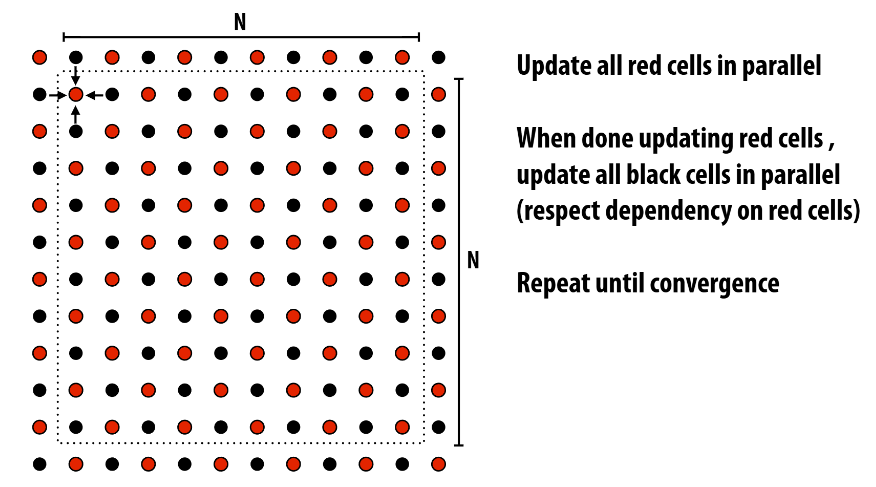 N
Update all red cells in parallel
When done updating red cells ,
update all black cells in parallel
(respect dependency on red cells)
N
Repeat until convergence